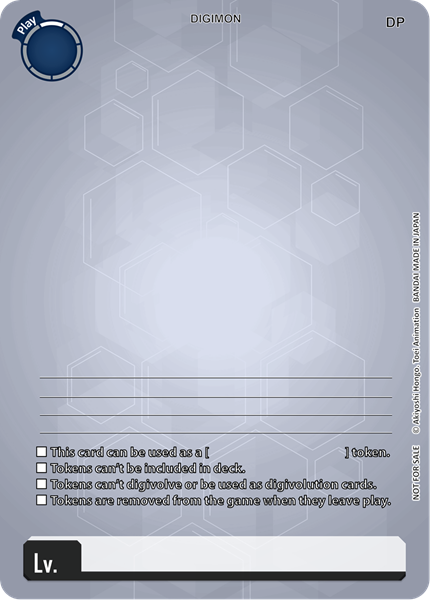 DIGIMON
Play
DP
This card can be used as a [ ] token.
Tokens can't be included in deck.
Tokens can't digivolve or be used as digivolution cards.
Tokens are removed from the game when they leave play.
Lv.
NOT FOR SALE © Akiyoshi Hongo, Toei Animation BANDAI MADE IN JAPAN